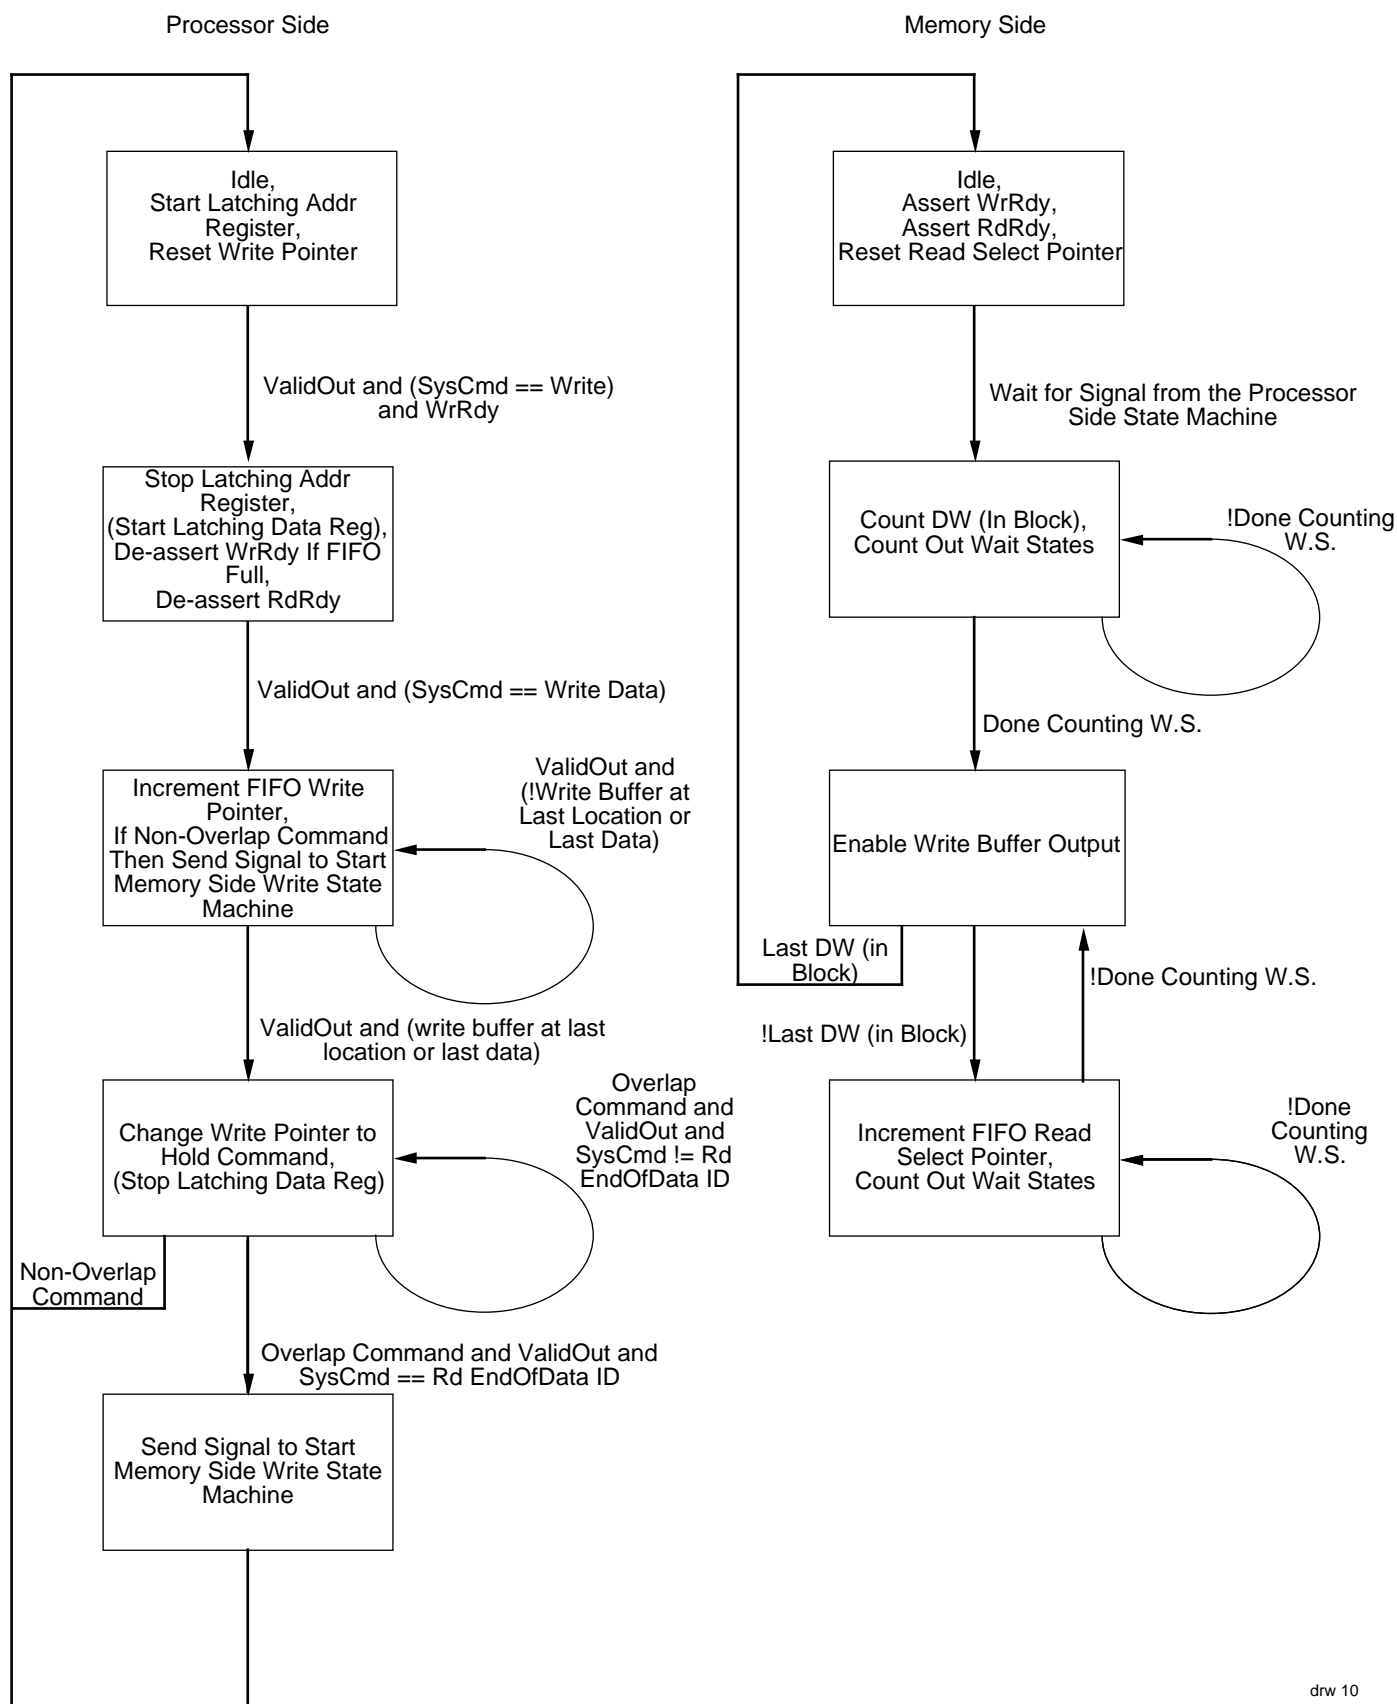 Processor Side
Memory Side
Idle,
Start Latching Addr
Register,
Reset Write Pointer
ValidOut and (SysCmd == Write)
and WrRdy
Stop Latching Addr
Register,
(Start Latching Data Reg),
De-assert WrRdy If FIFO
Full,
De-assert RdRdy
ValidOut and (SysCmd == Write Data)
Increment FIFO Write
Pointer,
If Non-Overlap Command
Then Send Signal to Start
Memory Side Write State
Machine
ValidOut and
(!Write Buffer at
Last Location or
Last Data)
ValidOut and (write buffer at last
location or last data)
Change Write Pointer to
Hold Command,
(Stop Latching Data Reg)
Overlap
Command and
ValidOut and
SysCmd != Rd
EndOfData ID
Non-Overlap
Command
Overlap Command and ValidOut and
SysCmd == Rd EndOfData ID
Send Signal to Start
Memory Side Write State
Machine
Idle,
Assert WrRdy,
Assert RdRdy,
Reset Read Select Pointer
Wait for Signal from the Processor
Side State Machine
Count DW (In Block),
Count Out Wait States
!Done Counting
W.S.
Done Counting W.S.
Enable Write Buffer Output
Last DW (in
Block)
!Done Counting W.S.
!Last DW (in Block)
Increment FIFO Read
Select Pointer,
Count Out Wait States
!Done
Counting
W.S.
drw 10